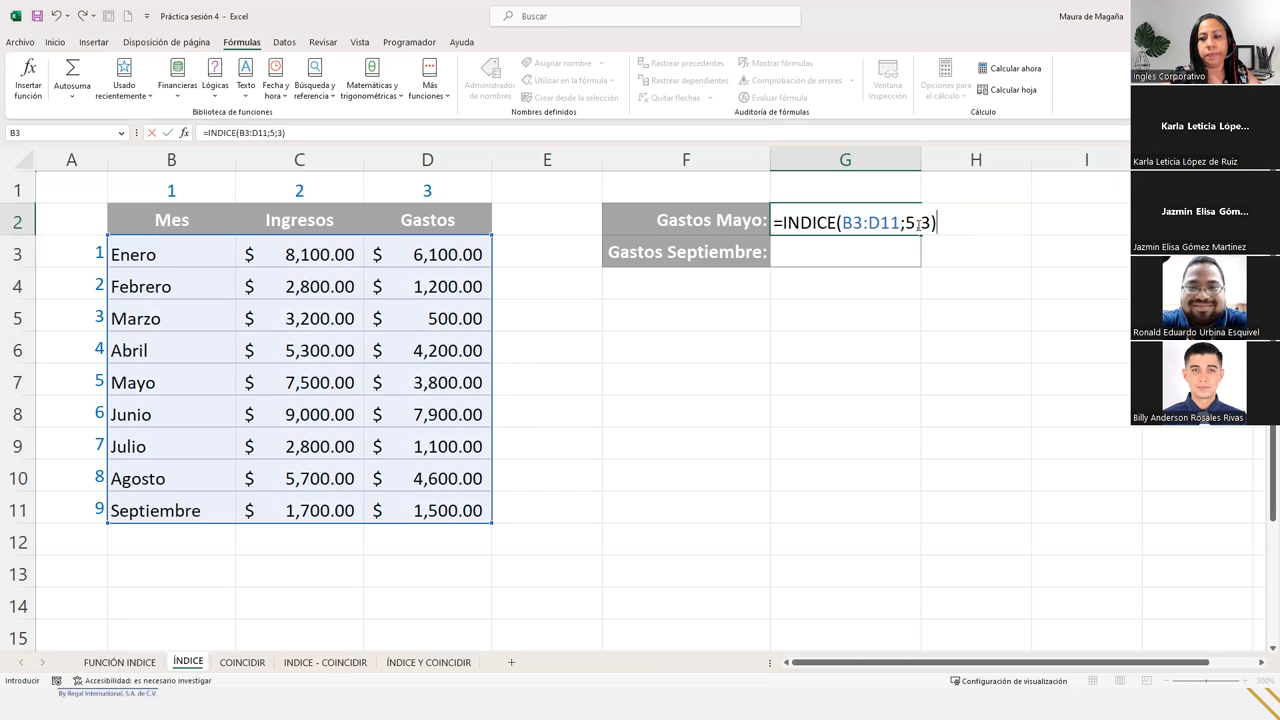 Práctica sesión 4 - Excel
Buscar
Maura de Magaña
Archivo Inicio Insertar Disposición de página Fórmulas Datos Revisar Vista Programador Ayuda
Insertar función
Autosuma
Usado recientemente
Financieras
Lógicas
Texto
Fecha y hora
Búsqueda y referencia
Matemáticas y trigonométricas
Más funciones
Biblioteca de funciones
Administrador de nombres
Asignar nombre
Utilizar en la fórmula
Crear desde la selección
Nombres definidos
Rastrear precedentes
Rastrear dependientes
Quitar flechas
Mostrar fórmulas
Comprobación de errores
Evaluar fórmula
Auditoría de fórmulas
Ventana Inspección
Opciones para el cálculo
Calcular ahora
Calcular hoja
Cálculo
B3 fx =INDICE(B3:D11;5;3)
A B C D E F G H I
1 1 2 3
2 Mes Ingresos Gastos Gastos Mayo: =INDICE(B3:D11;5;3)
3 1 Enero $ 8,100.00 $ 6,100.00 Gastos Septiembre:
4 2 Febrero $ 2,800.00 $ 1,200.00
5 3 Marzo $ 3,200.00 $ 500.00
6 4 Abril $ 5,300.00 $ 4,200.00
7 5 Mayo $ 7,500.00 $ 3,800.00
8 6 Junio $ 9,000.00 $ 7,900.00
9 7 Julio $ 2,800.00 $ 1,100.00
10 8 Agosto $ 5,700.00 $ 4,600.00
11 9 Septiembre $ 1,700.00 $ 1,500.00
12
13
14
15
FUNCIÓN INDICE ÍNDICE COINCIDIR INDICE - COINCIDIR ÍNDICE Y COINCIDIR
Introducir Accesibilidad: es necesario investigar Configuración de visualización 200%
By Regal International, S.A. de C.V.
Ingles Corporativo
Karla Leticia Lópe...
Karla Leticia López de Ruiz
Jazmin Elisa Góm...
Jazmin Elisa Gómez Martinez
Ronald Eduardo Urbina Esquivel
Billy Anderson Rosales Rivas